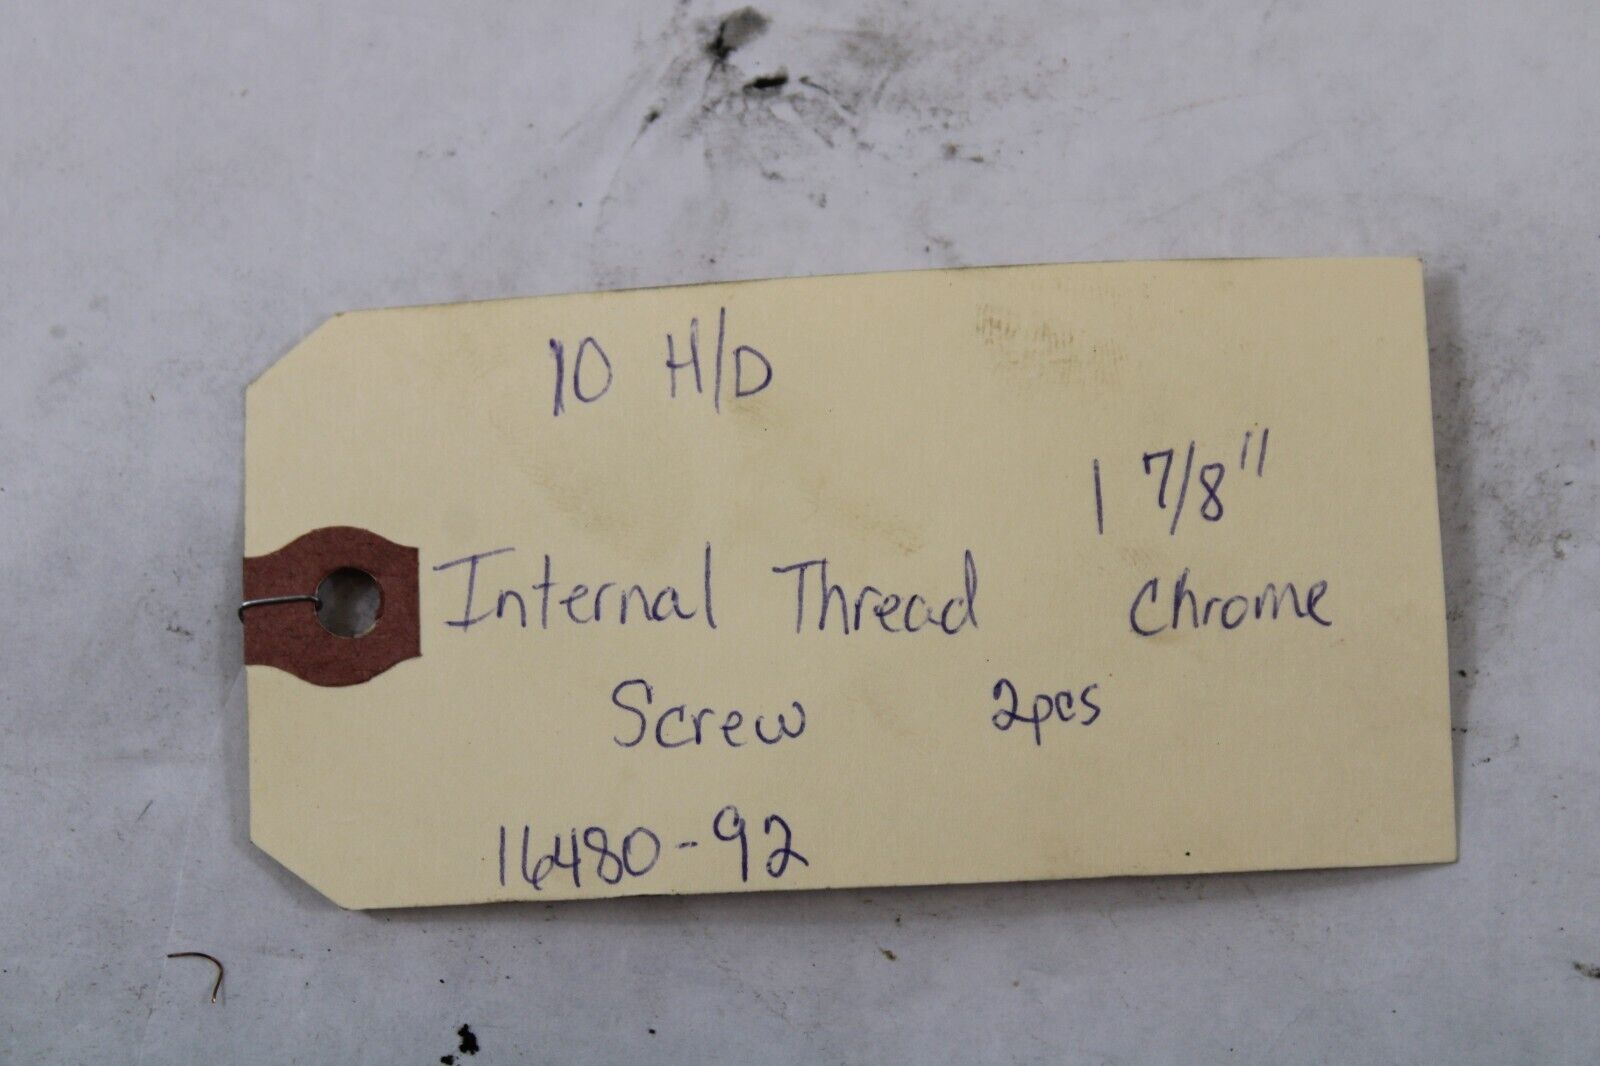 10 H/D
1 7/8"
Internal Thread Chrome
Screw 2pcs
16480-92